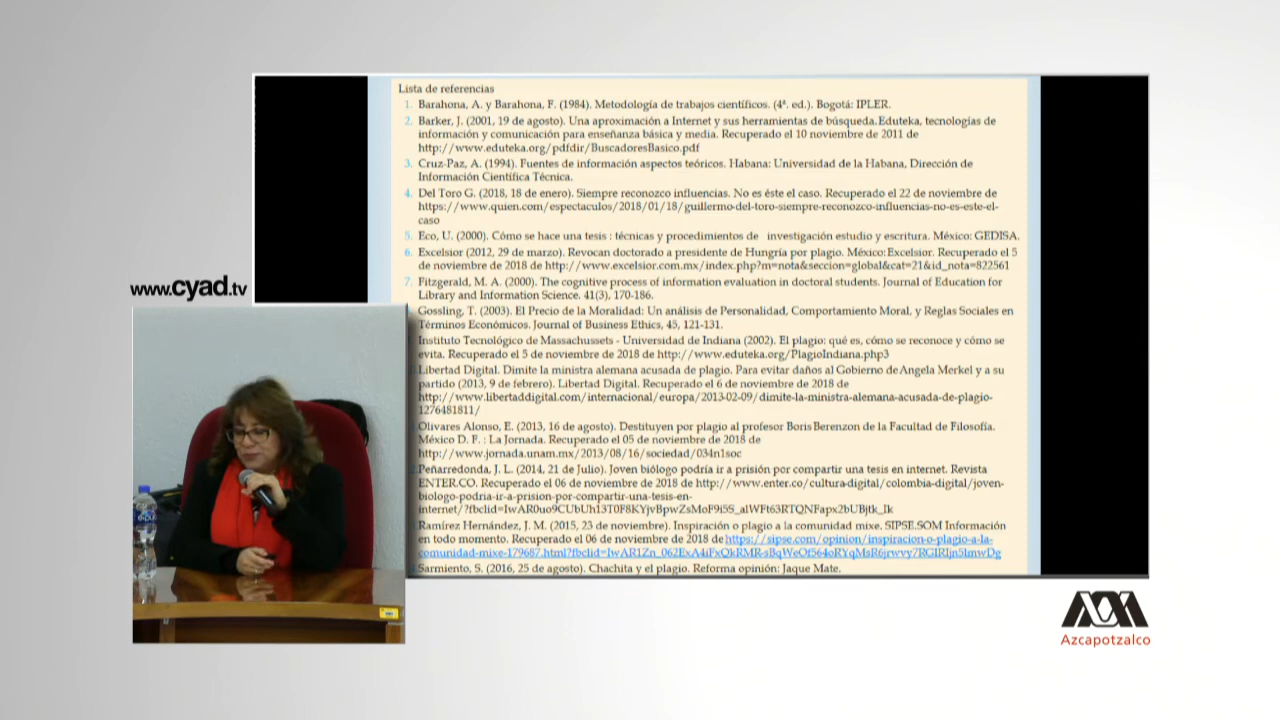 Lista de referencias
1. Barahona, A. y Barahona, F. (1984). Metodología de trabajos científicos. (4ª. ed.). Bogotá: IPLER.
2. Barker, J. (2001, 19 de agosto). Una aproximación a Internet y sus herramientas de búsqueda.Eduteka, tecnologías de
información y comunicación para enseñanza básica y media. Recuperado el 10 noviembre de 2011 de
http://www.eduteka.org/pdfdir/BuscadoresBasico.pdf
3. Cruz-Paz, A. (1994). Fuentes de información aspectos teóricos. Habana: Universidad de la Habana, Dirección de
Información Científica Técnica.
4. Del Toro G. (2018, 18 de enero). Siempre reconozco influencias. No es éste el caso. Recuperado el 22 de noviembre de
https://www.quien.com/espectaculos/2018/01/18/guillermo-del-toro-siempre-reconozco-influencias-no-es-este-el-
caso
5. Eco, U. (2000). Cómo se hace una tesis : técnicas y procedimientos de investigación estudio y escritura. México: GEDISA.
6. Excelsior (2012, 29 de marzo). Revocan doctorado a presidente de Hungría por plagio. México: Excelsior. Recuperado el 5
de noviembre de 2018 de http://www.excelsior.com.mx/index.php?m=nota&seccion=global&cat=21&id_nota=822561
7. Fitzgerald, M. A. (2000). The cognitive process of information evaluation in doctoral students. Journal of Education for
Library and Information Science. 41(3), 170-186.
Gossling, T. (2003). El Precio de la Moralidad: Un análisis de Personalidad, Comportamiento Moral, y Reglas Sociales en
Términos Económicos. Journal of Business Ethics, 45, 121-131.
Instituto Tecnológico de Massachussets - Universidad de Indiana (2002). El plagio: qué es, cómo se reconoce y cómo se
evita. Recuperado el 5 de noviembre de 2018 de http://www.eduteka.org/PlagioIndiana.php3
Libertad Digital. Dimite la ministra alemana acusada de plagio. Para evitar daños al Gobierno de Angela Merkel y a su
partido (2013, 9 de febrero). Libertad Digital. Recuperado el 6 de noviembre de 2018 de
http://www.libertaddigital.com/internacional/europa/2013-02-09/dimite-la-ministra-alemana-acusada-de-plagio-
1276481811/
Olivares Alonso, E. (2013, 16 de agosto). Destituyen por plagio al profesor Boris Berenzon de la Facultad de Filosofía.
México D. F. : La Jornada. Recuperado el 05 de noviembre de 2018 de
http://www.jornada.unam.mx/2013/08/16/sociedad/034n1soc
Peñarredonda, J. L. (2014, 21 de Julio). Joven biólogo podría ir a prisión por compartir una tesis en internet. Revista
ENTER.CO. Recuperado el 06 de noviembre de 2018 de http://www.enter.co/cultura-digital/colombia-digital/joven-
biologo-podria-ir-a-prision-por-compartir-una-tesis-en-
Ramírez Hernández, J. M. (2015, 23 de noviembre). Inspiración o plagio a la comunidad mixe. SIPSE.SOM Información
en todo momento. Recuperado el 06 de noviembre de 2018 de https://sipse.com/opinion/inspiracion-o-plagio-a-la-
Sarmiento, S. (2016, 25 de agosto). Chachita y el plagio. Reforma opinión: Jaque Mate.
www.cyad.tv
Azcapotzalco